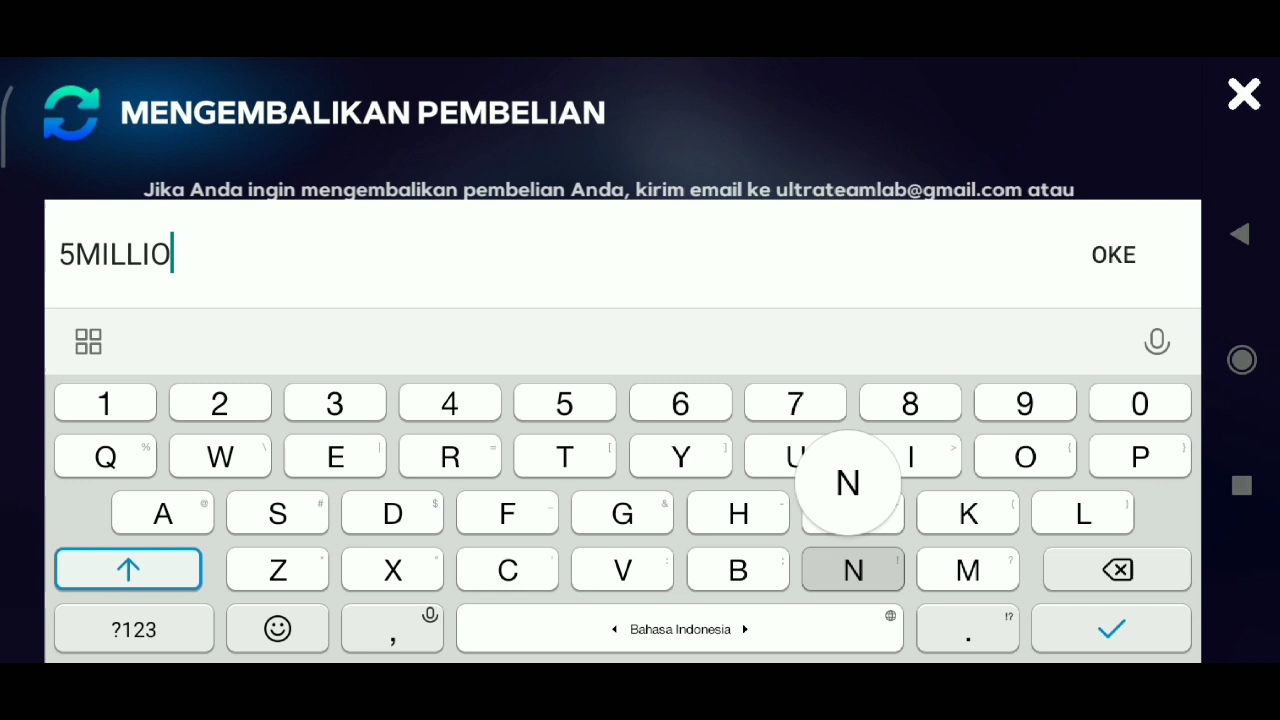 MENGEMBALIKAN PEMBELIAN
Jika Anda ingin mengembalikan pembelian Anda, kirim email ke ultrateamlab@gmail.com atau
5MILLIO
OKE
1 2 3 4 5 6 7 8 9 0
Q W E R T Y U I O P
N
A S D F G H K L
Z X C V B N M
?123 , Bahasa Indonesia . !?